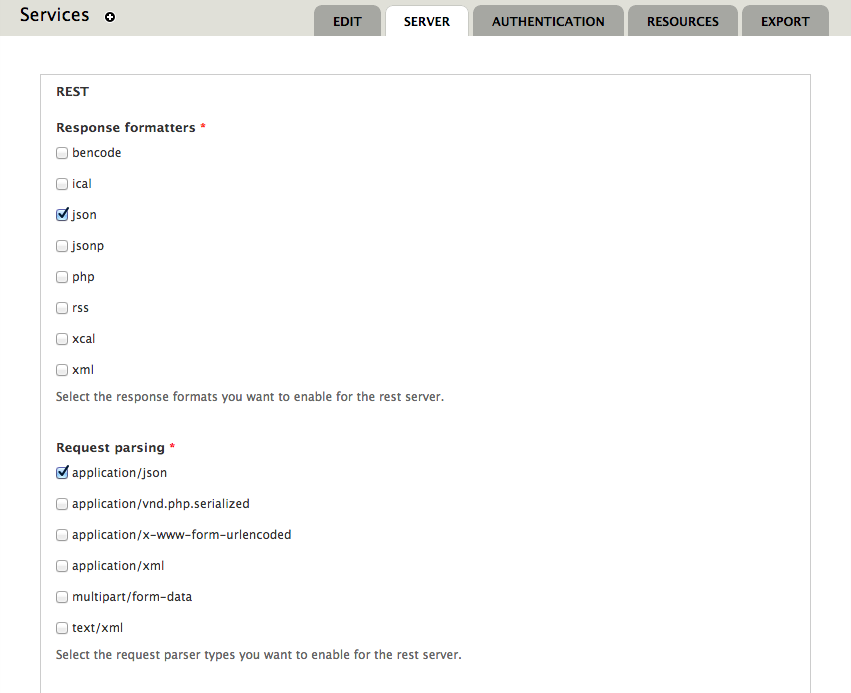 Services
EDIT SERVER AUTHENTICATION RESOURCES EXPORT
REST
Response formatters *
bencode
ical
json
jsonp
php
rss
xcal
xml
Select the response formats you want to enable for the rest server.
Request parsing *
application/json
application/vnd.php.serialized
application/x-www-form-urlencoded
application/xml
multipart/form-data
text/xml
Select the request parser types you want to enable for the rest server.